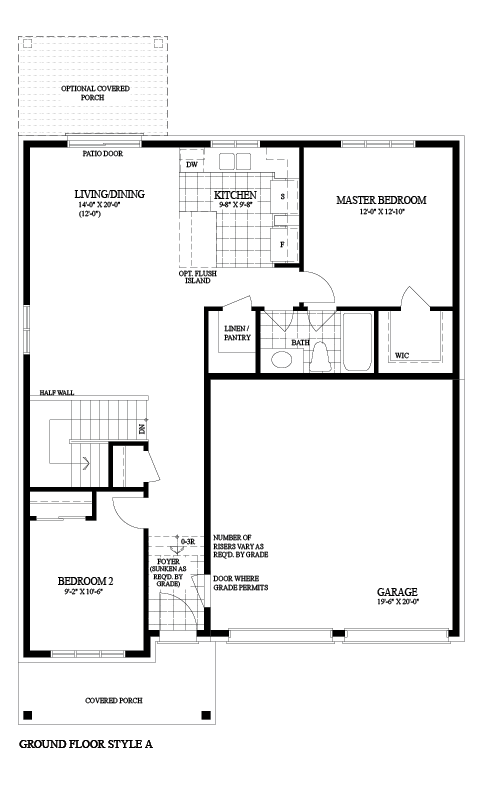 OPTIONAL COVERED
PORCH
PATIO DOOR
DW
LIVING/DINING
14'-0" X 20'-0"
(12'-0")
KITCHEN
9'-8" X 9'-8"
S
F
MASTER BEDROOM
12'-0" X 12'-10"
OPT. FLUSH
ISLAND
LINEN /
PANTRY
BATH
WIC
HALF WALL
DN
0-3R
NUMBER OF
RISERS VARY AS
REQ'D. BY GRADE
FOYER
(SUNKEN AS
REQ'D. BY
GRADE)
DOOR WHERE
GRADE PERMITS
BEDROOM 2
9'-2" X 10'-6"
GARAGE
19'-6" X 20'-0"
COVERED PORCH
GROUND FLOOR STYLE A